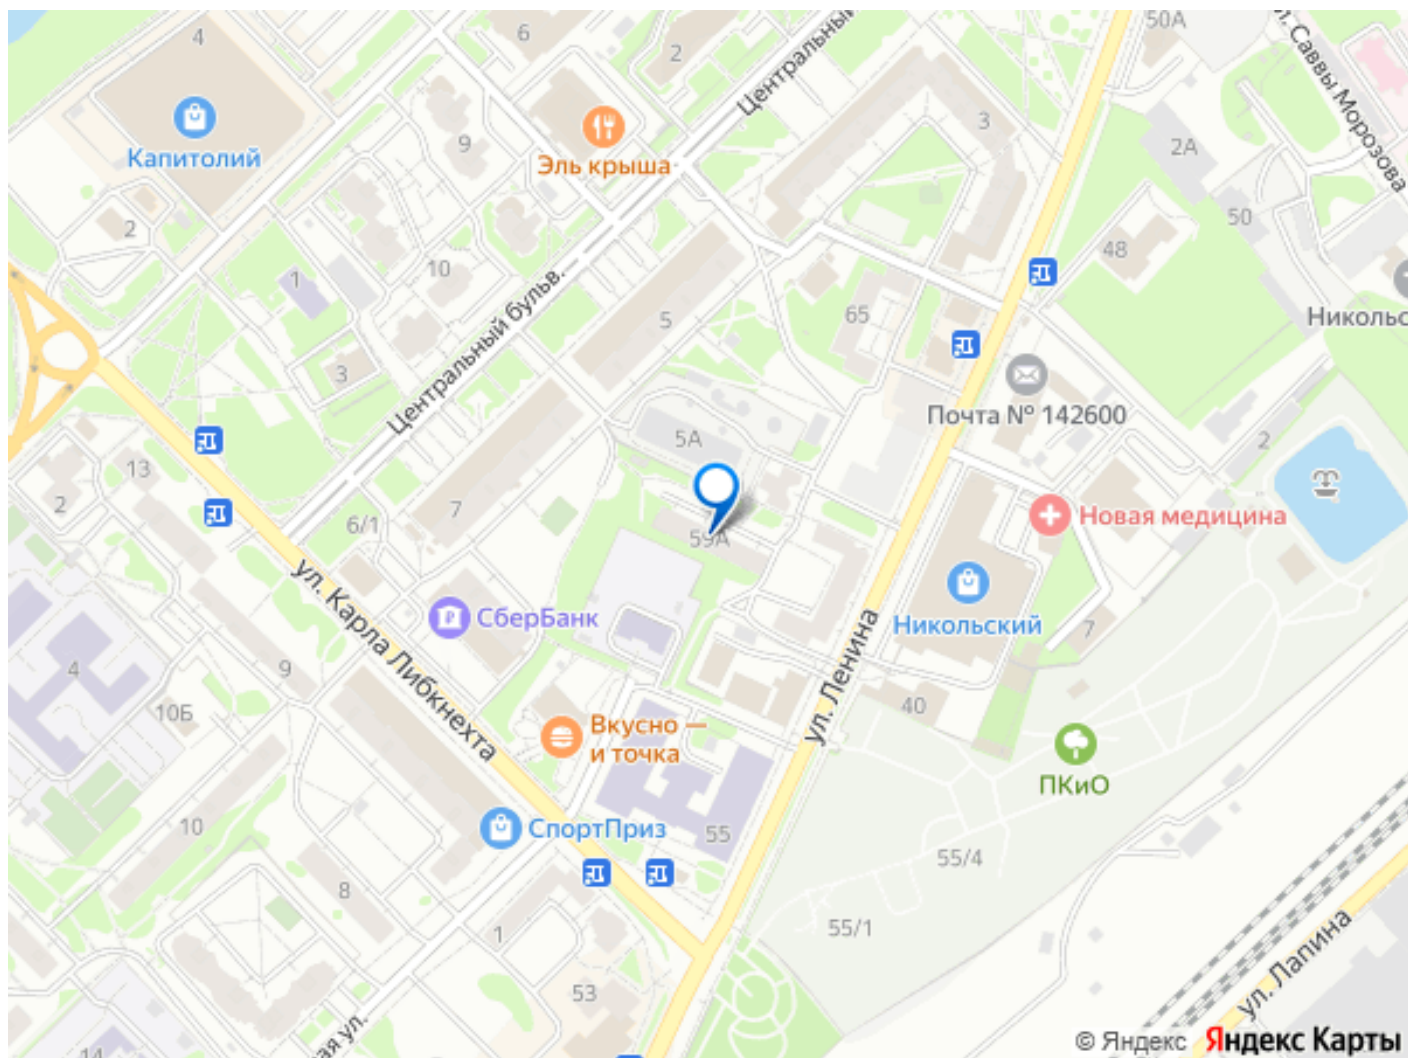 4
6
2
50А
Центральный
ул. Саввы Морозова
3
2А
9
Эль крыша
Капитолий
2
50
48
10
1
Никольс
5
65
3
Центральный бульв.
Почта № 142600
5А
2
13
2
7
6/1
59А
Новая медицина
ул. Карла Либкнехта
СберБанк
Никольский
7
4
9
ул. Ленина
10Б
40
Вкусно —
и точка
ПКиО
10
СпортПриз
55
55/4
8
55/1
1
53
ул. Лапина
ая ул.
14
© Яндекс Яндекс Карты